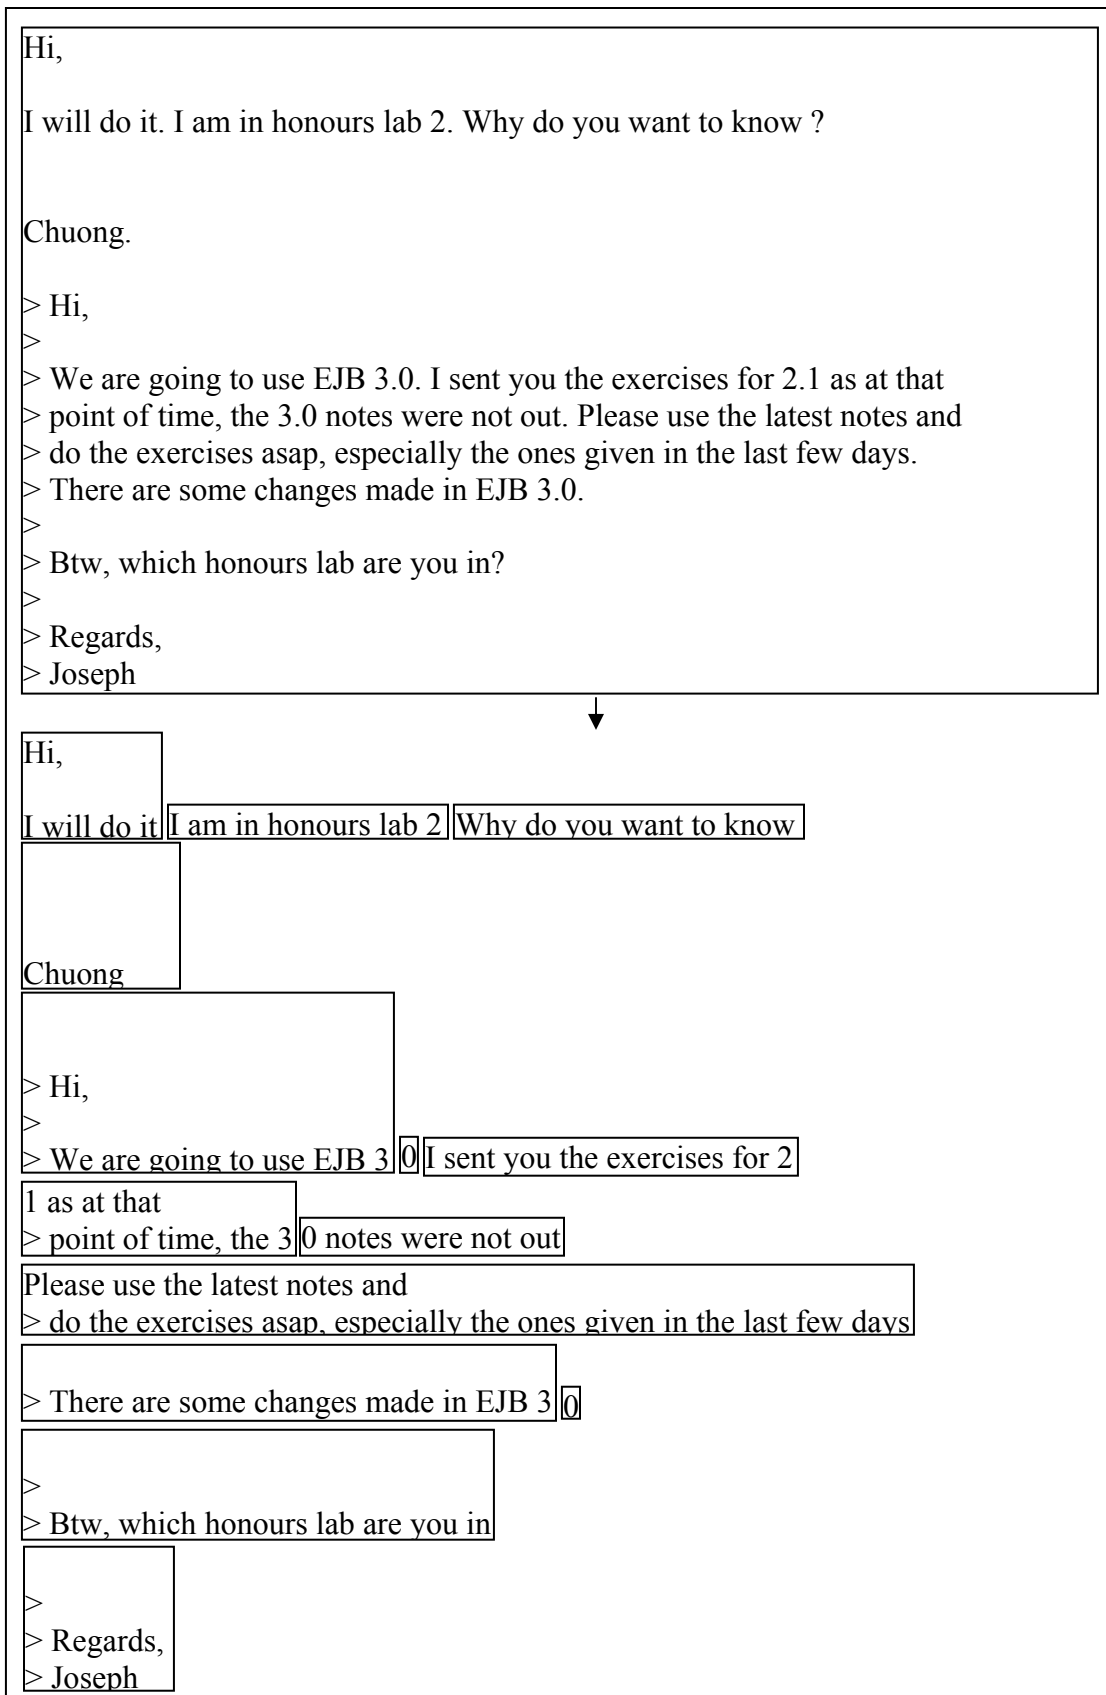 Hi,
I will do it. I am in honours lab 2. Why do you want to know ?
Chuong.
> Hi,
>
> We are going to use EJB 3.0. I sent you the exercises for 2.1 as at that
> point of time, the 3.0 notes were not out. Please use the latest notes and
> do the exercises asap, especially the ones given in the last few days.
> There are some changes made in EJB 3.0.
>
> Btw, which honours lab are you in?
>
> Regards,
> Joseph
Hi,
I will do it I am in honours lab 2 Why do you want to know
Chuong
> Hi,
>
> We are going to use EJB 3 0 I sent you the exercises for 2
1 as at that
> point of time, the 3 0 notes were not out
Please use the latest notes and
> do the exercises asap, especially the ones given in the last few days
> There are some changes made in EJB 3 0
>
> Btw, which honours lab are you in
>
> Regards,
> Joseph